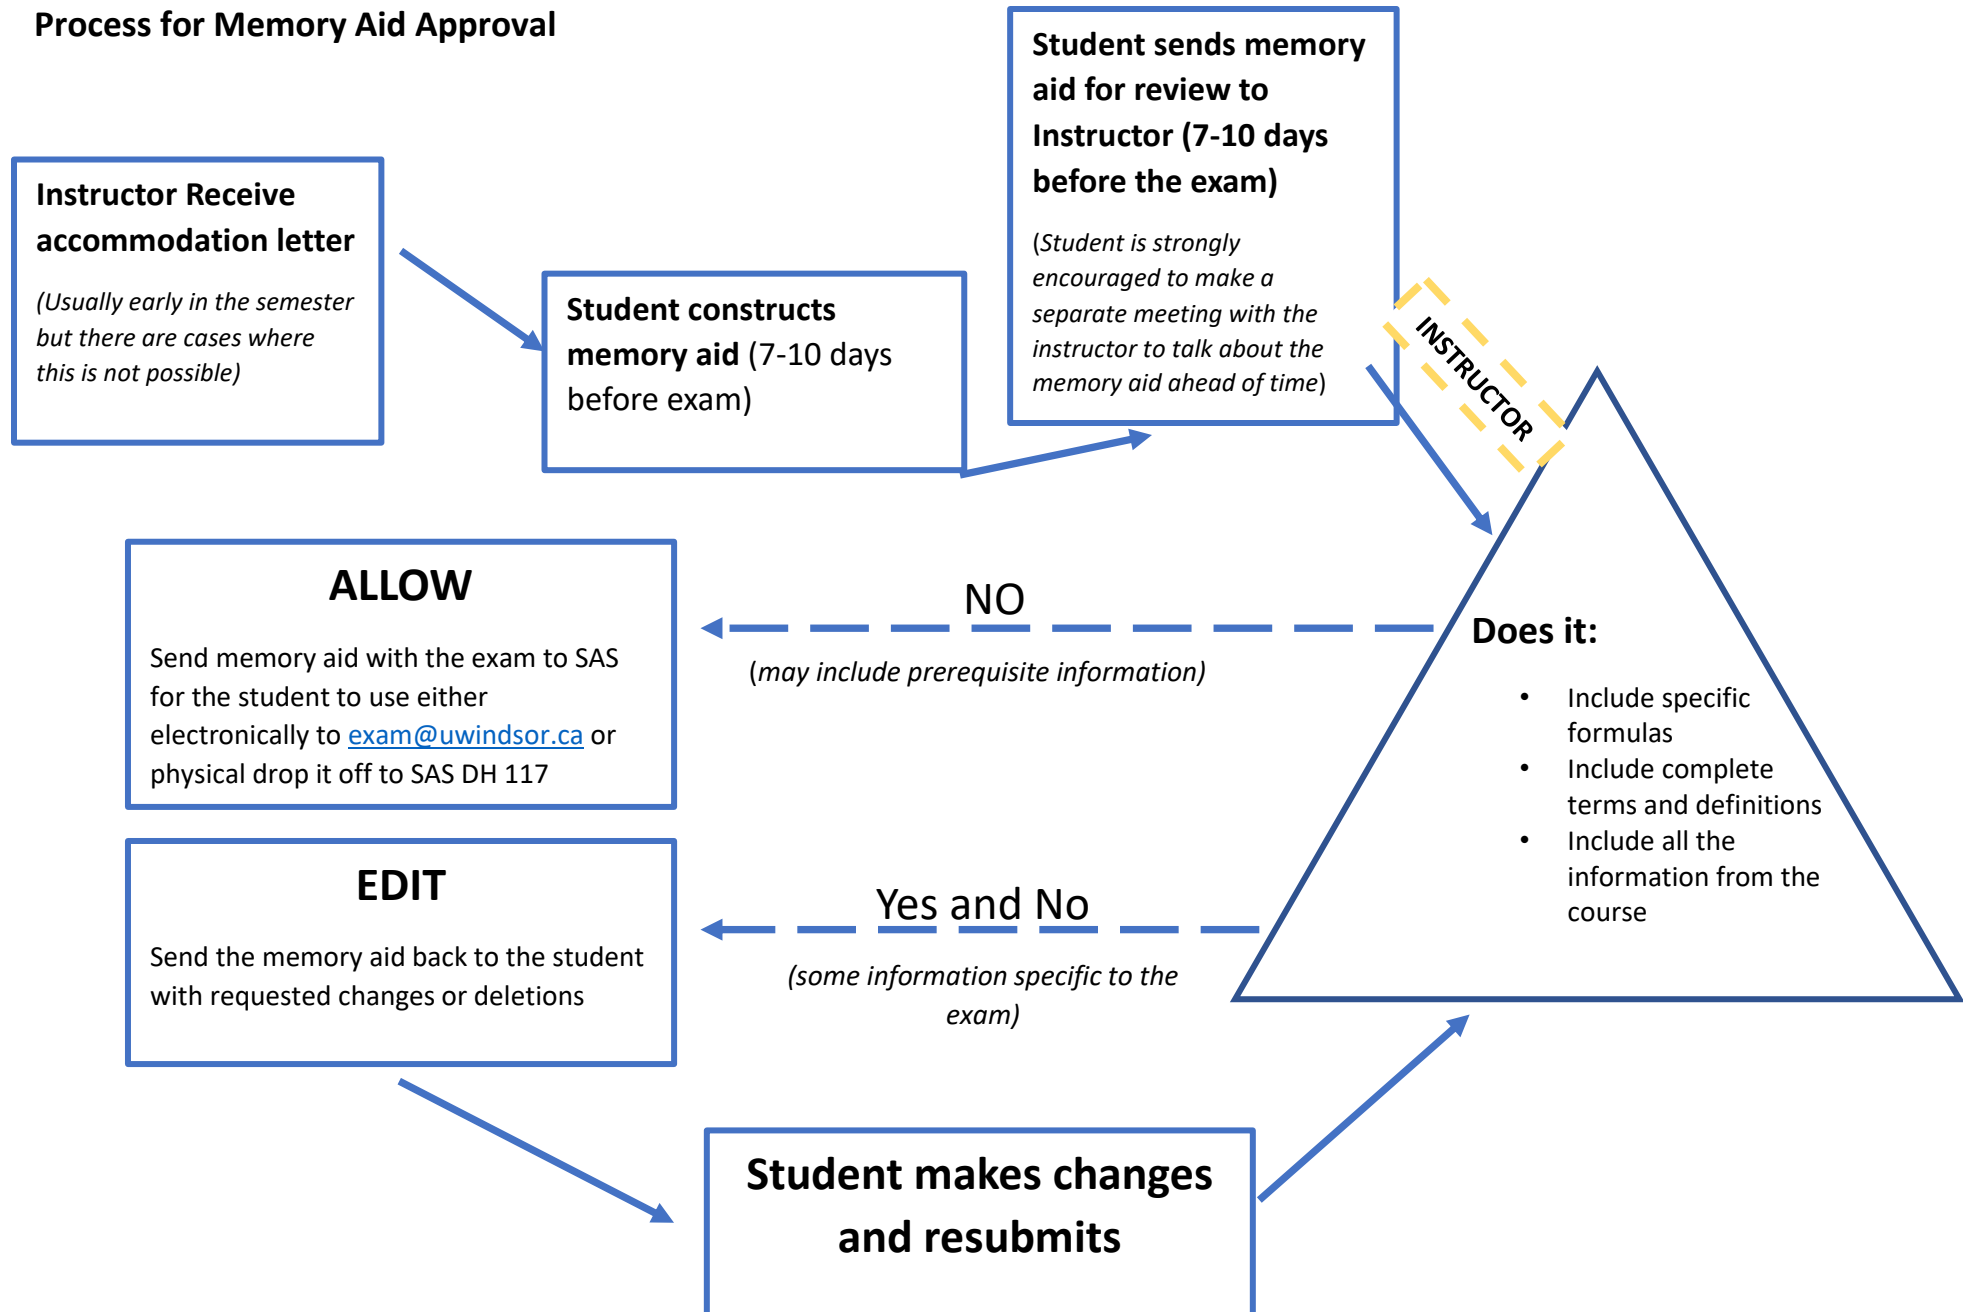 Process for Memory Aid Approval
Instructor Receive
accommodation letter
(Usually early in the semester
but there are cases where
this is not possible)
Student constructs
memory aid (7-10 days
before exam)
Student sends memory
aid for review to
Instructor (7-10 days
before the exam)
(Student is strongly
encouraged to make a
separate meeting with the
instructor to talk about the
memory aid ahead of time)
INSTRUCTOR
Does it:
• Include specific
formulas
• Include complete
terms and definitions
• Include all the
information from the
course
NO
(may include prerequisite information)
ALLOW
Send memory aid with the exam to SAS
for the student to use either
electronically to exam@uwindsor.ca or
physical drop it off to SAS DH 117
Yes and No
(some information specific to the
exam)
EDIT
Send the memory aid back to the student
with requested changes or deletions
Student makes changes
and resubmits